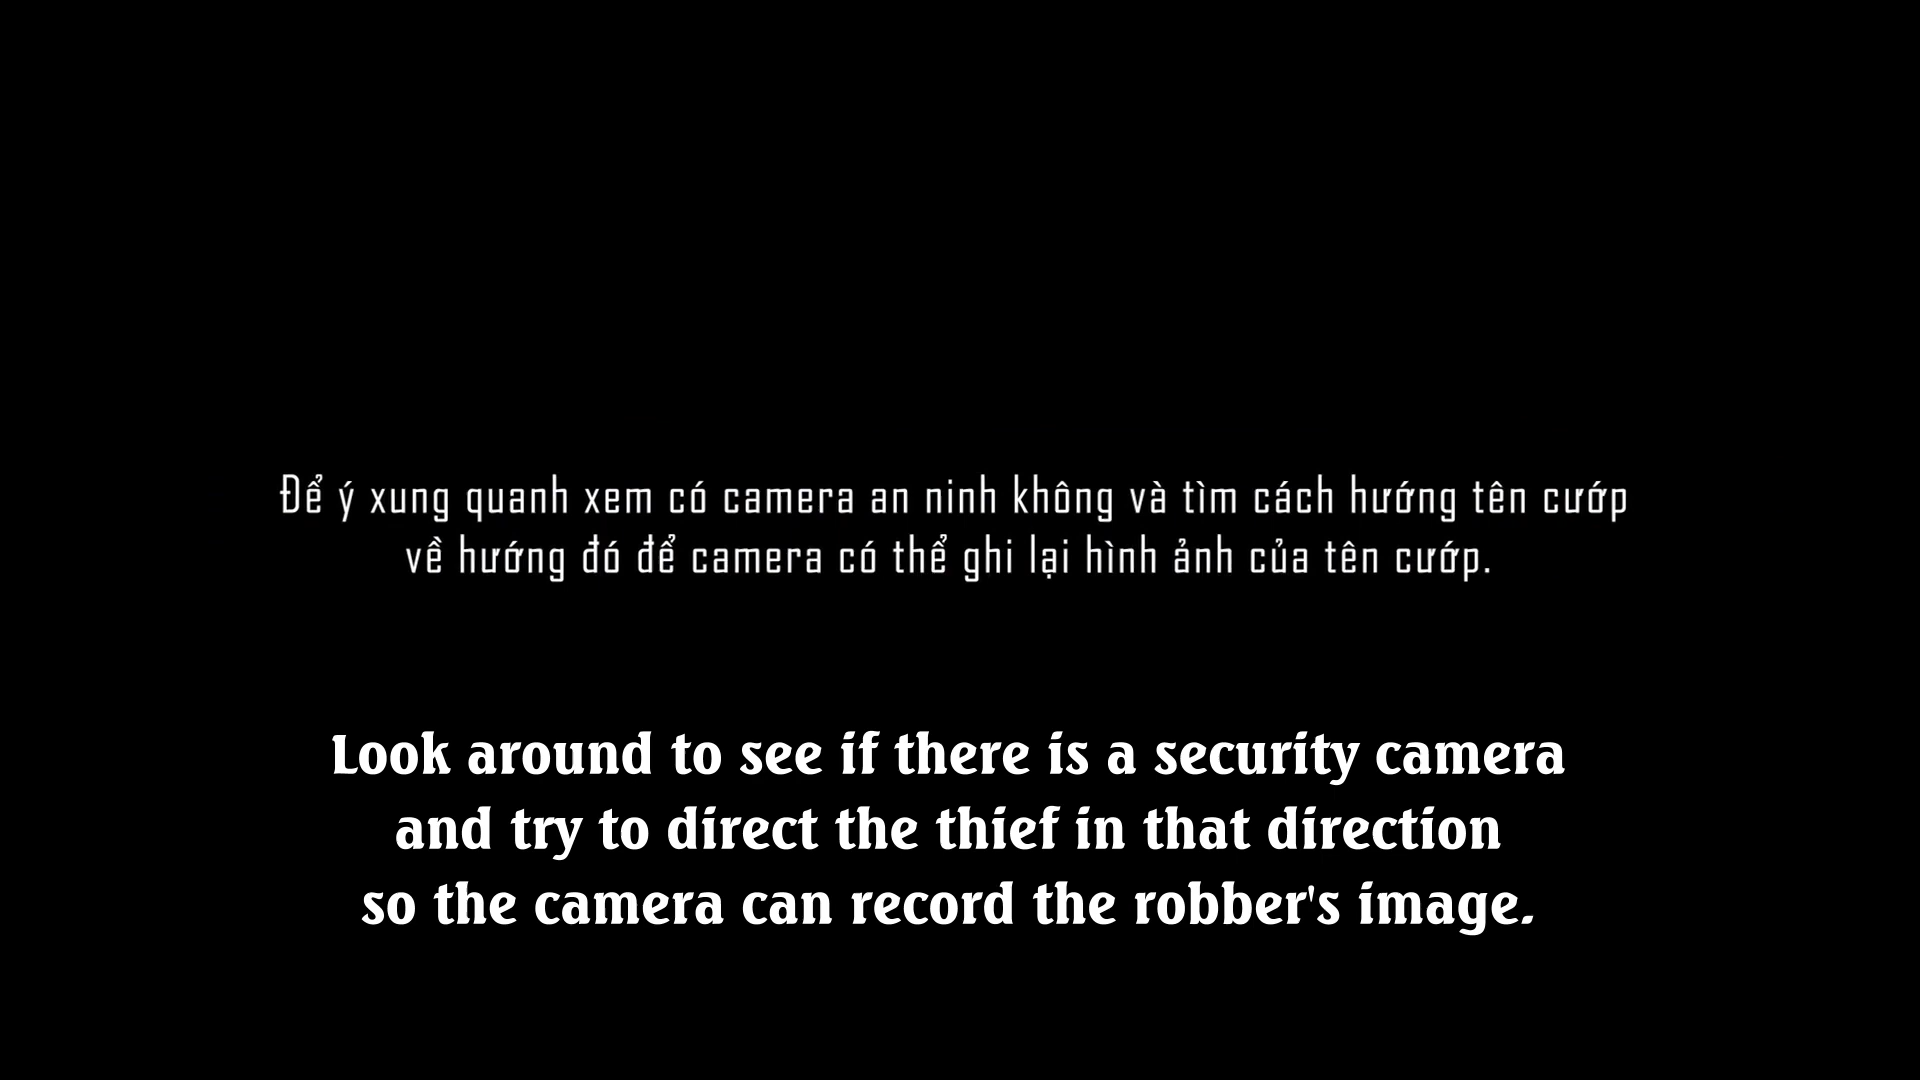 Để ý xung quanh xem có camera an ninh không và tìm cách hướng tên cướp
về hướng đó để camera có thể ghi lại hình ảnh của tên cướp.
Look around to see if there is a security camera
and try to direct the thief in that direction
so the camera can record the robber's image.